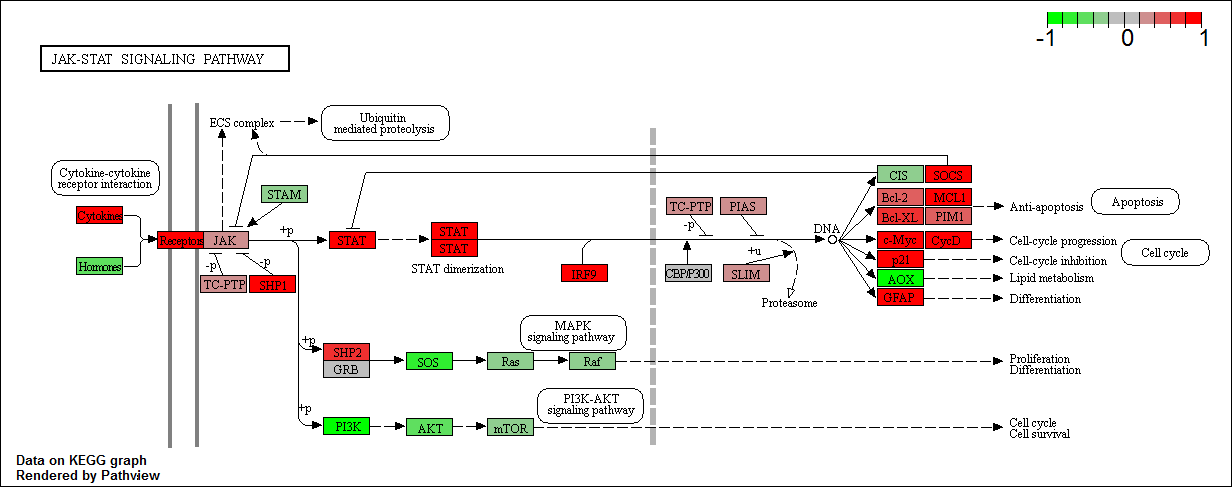 -1 0 1
JAK-STAT SIGNALING PATHWAY
ECS complex
Ubiquitin
mediated proteolysis
Cytokine-cytokine
receptor interaction
STAM
CIS SOCS
TC-PTP PIAS
Bcl-2 MCL1
Bcl-XL PIM1
Anti-apoptosis
Apoptosis
Cytokines
Hormones
Receptors JAK
+p
STAT
STAT
STAT
STAT dimerization
-p
+u
DNA
c-Myc CycD
Cell-cycle progression
Cell cycle
p21
Cell-cycle inhibition
-p -p
TC-PTP SHP1
IRF9
CBP/P300
SLIM
AOX
Lipid metabolism
Proteasome
GFAP
Differentiation
MAPK
signaling pathway
+p
SHP2
GRB
SOS
Ras
Raf
Proliferation
Differentiation
PI3K-AKT
signaling pathway
+p
PI3K
AKT
mTOR
Cell cycle
Cell survival
Data on KEGG graph
Rendered by Pathview